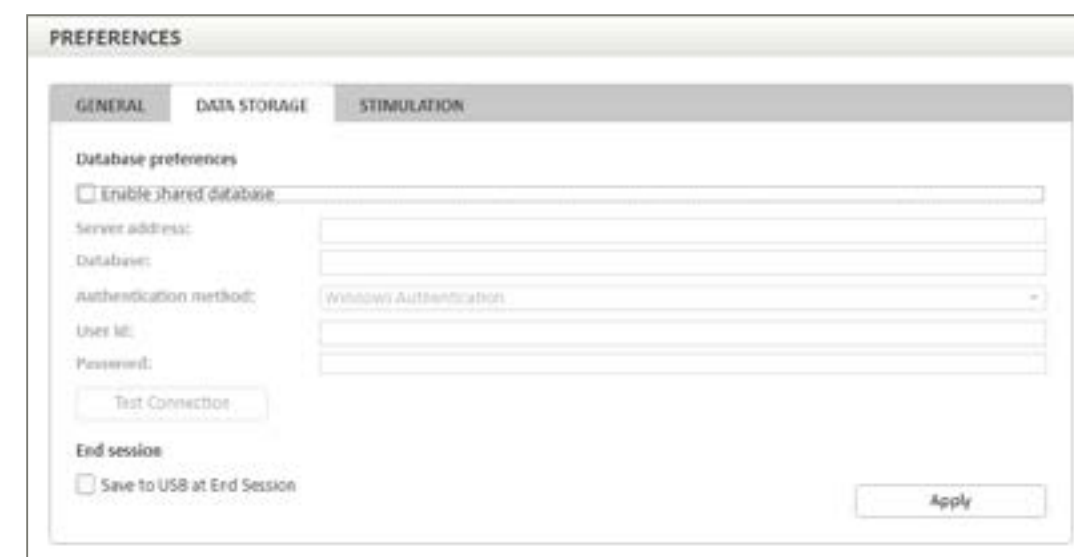 PREFERENCES
GENERAL DATA STORAGE STIMULATION
Database preferences
Enable shared database
Server address:
Database:
Authentication method: Windows Authentication
User Id:
Password:
Test Connection
End session
Save to USB at End Session
Apply